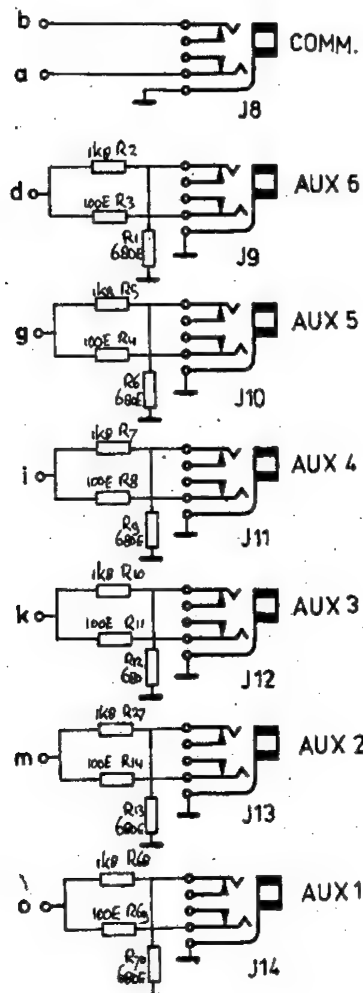 b
COMM.
a
J8
1k8 R2
d
AUX 6
100E R3
R1
680E
J9
1k8 R5
g
AUX 5
100E R4
R6
680E
J10
1k8 R7
i
AUX 4
100E R8
R9
680E
J11
1k8 R10
k
AUX 3
100E R11
R12
680
J12
1k8 R27
m
AUX 2
100E R14
R13
680E
J13
1k8 R68
o
AUX 1
100E R69
R70
680E
J14